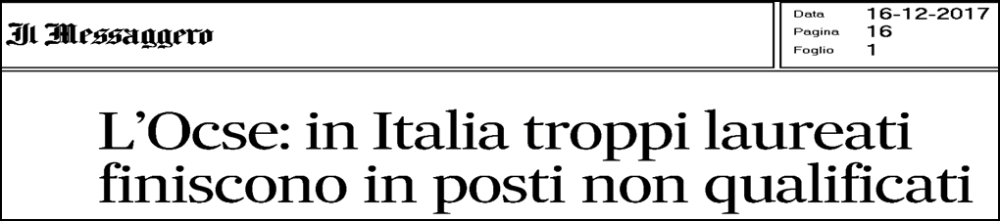 Il Messaggero
Data 16-12-2017
Pagina 16
Foglio 1
L'Ocse: in Italia troppi laureati
finiscono in posti non qualificati